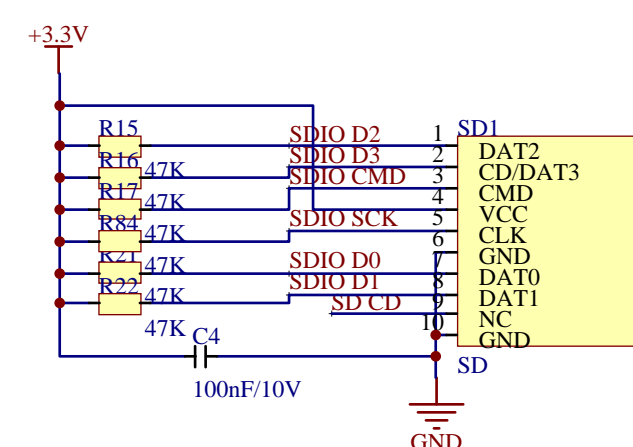 +3.3V
R15
47K
R16
47K
R17
47K
R84
47K
R21
47K
R22
47K
C4
100nF/10V
SDIO D2
SDIO D3
SDIO CMD
SDIO SCK
SDIO D0
SDIO D1
SD CD
1
2
3
4
5
6
7
8
9
10
SD1
DAT2
CD/DAT3
CMD
VCC
CLK
GND
DAT0
DAT1
NC
GND
SD
GND